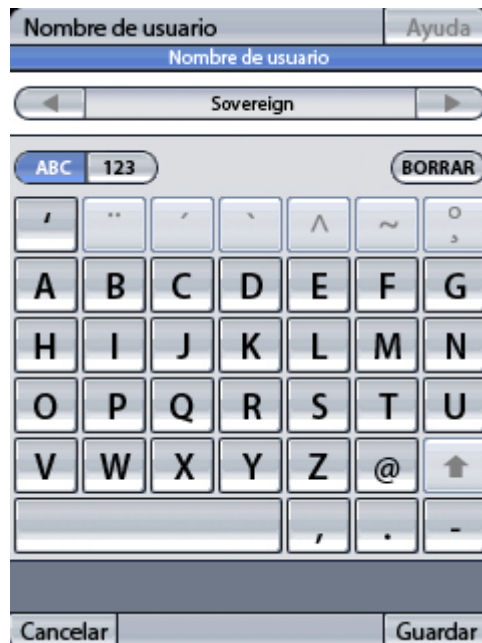 Nombre de usuario Ayuda
Nombre de usuario
Sovereign
ABC 123 BORRAR
' ¨ ´ ` ^ ~ ° ¸
A B C D E F G
H I J K L M N
O P Q R S T U
V W X Y Z @
, . -
Cancelar Guardar